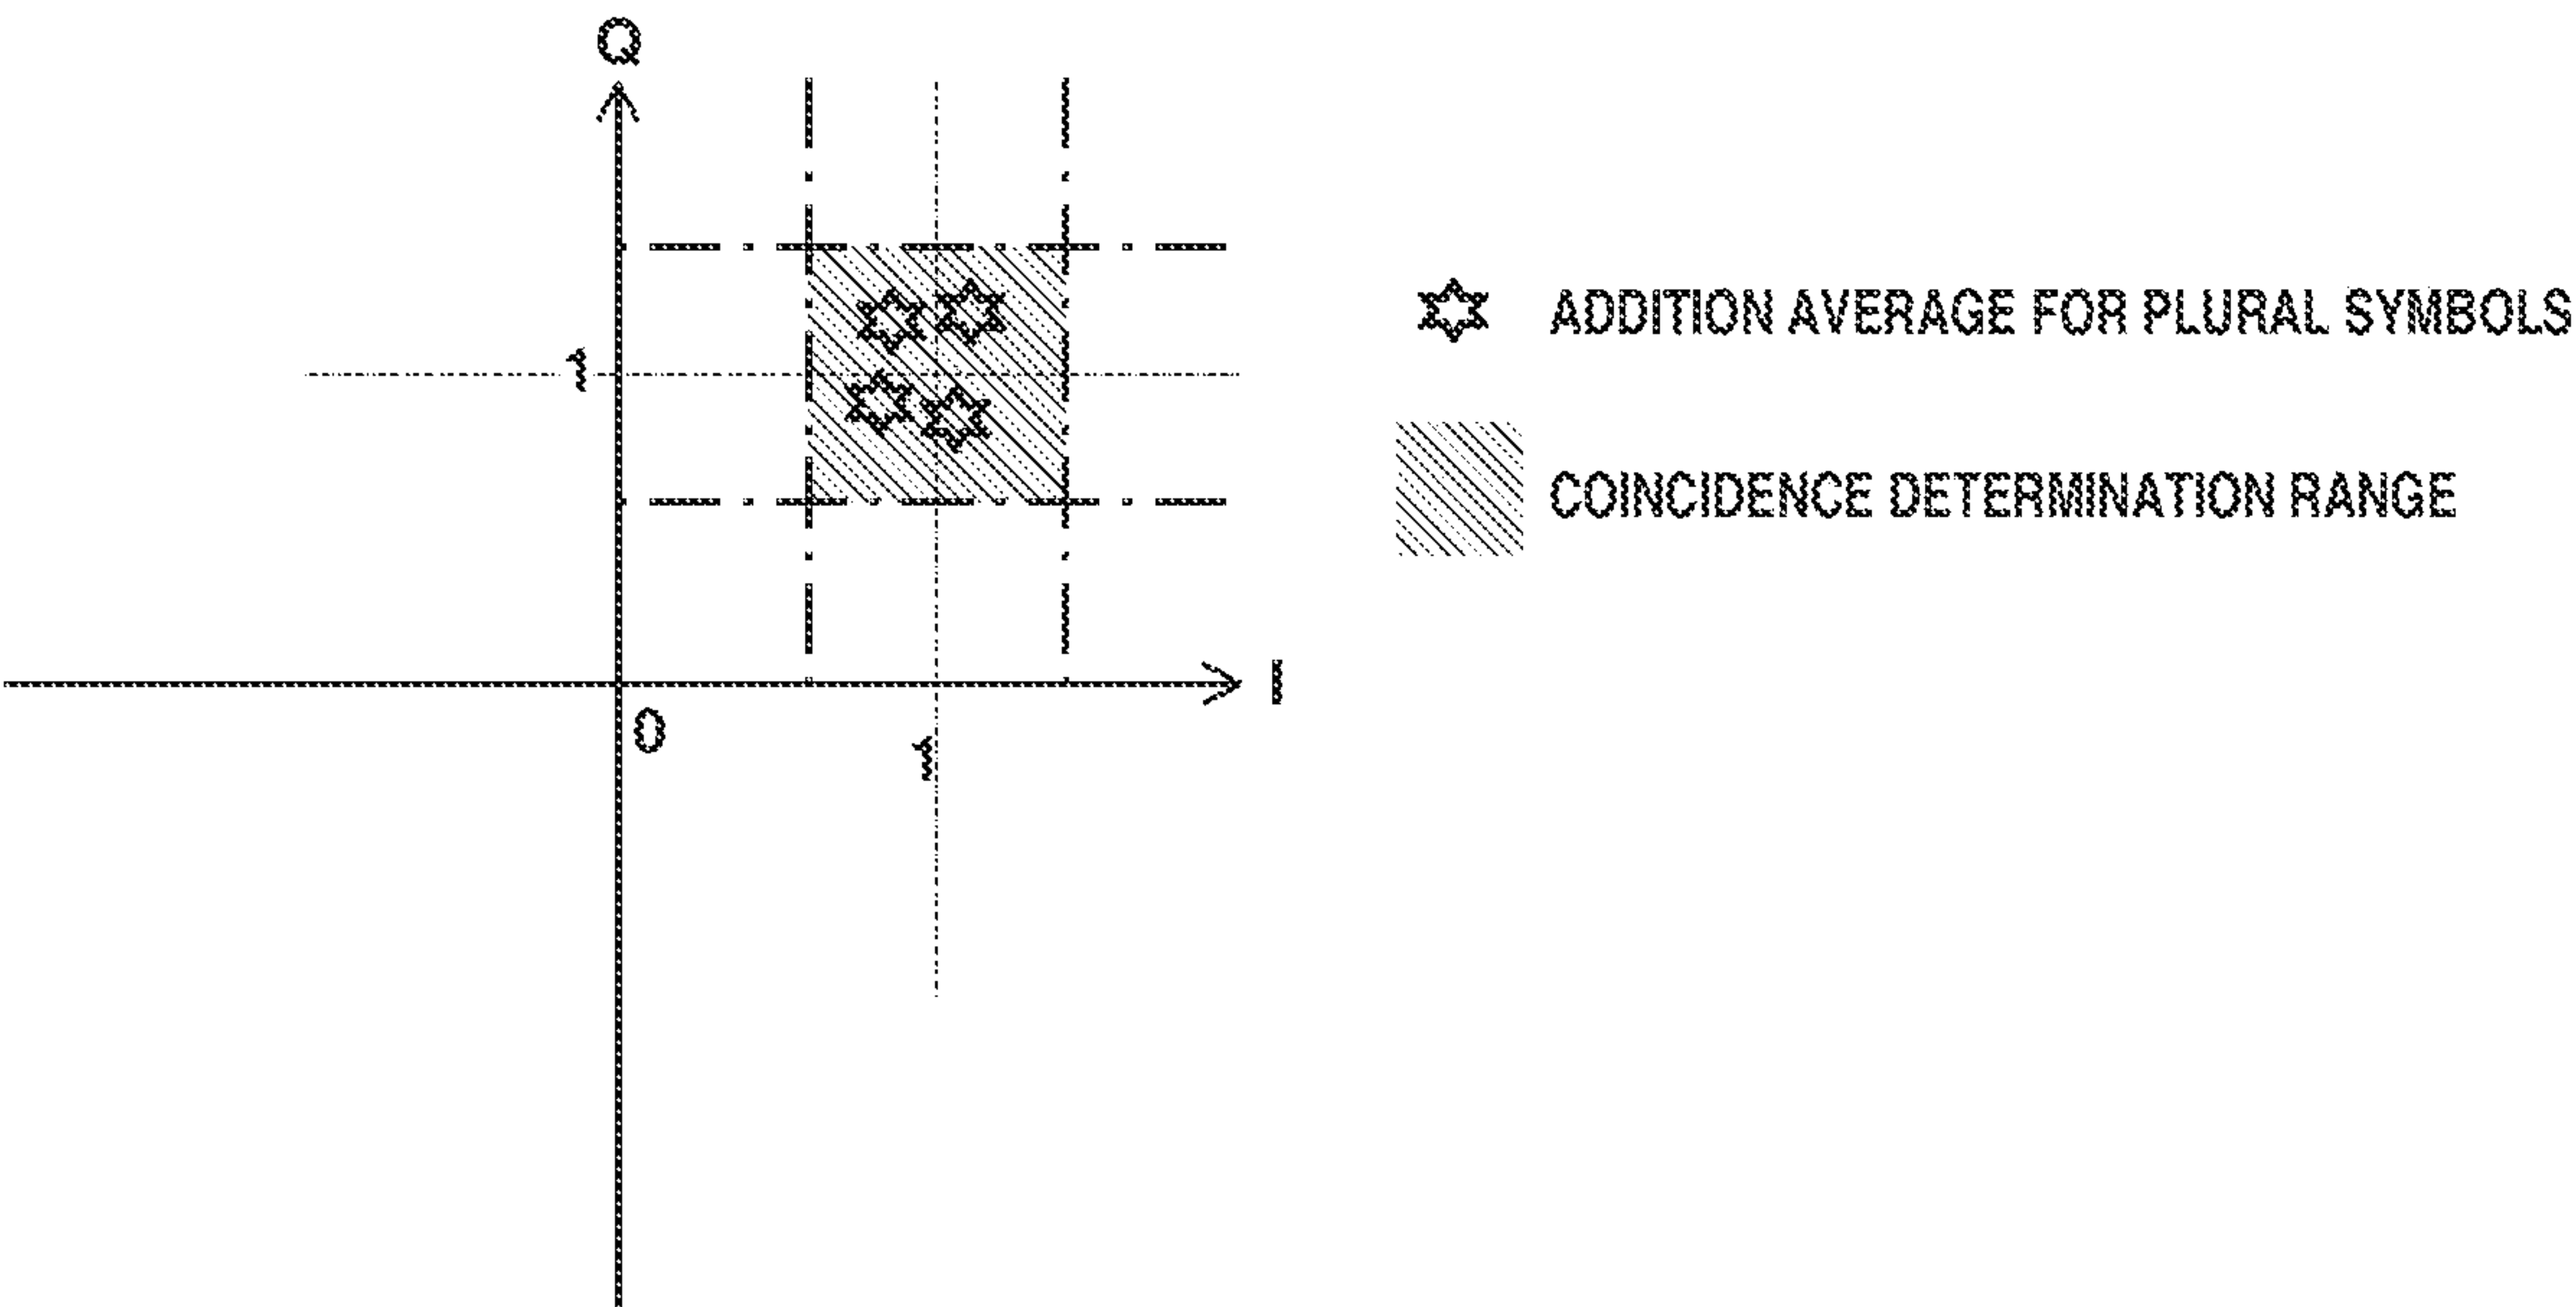 Q
ADDITION AVERAGE FOR PLURAL SYMBOLS
1
COINCIDENCE DETERMINATION RANGE
I
0
1